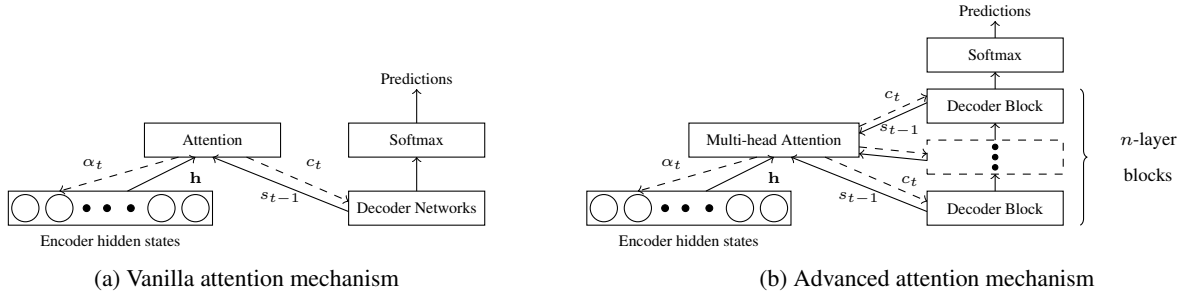 Predictions
Softmax
Attention
α_t
c_t
h
s_{t−1}
Decoder Networks
Encoder hidden states
(a) Vanilla attention mechanism
Predictions
Softmax
Decoder Block
c_t
s_{t−1}
Multi-head Attention
n-layer
blocks
α_t
c_t
h
s_{t−1}
Decoder Block
Encoder hidden states
(b) Advanced attention mechanism